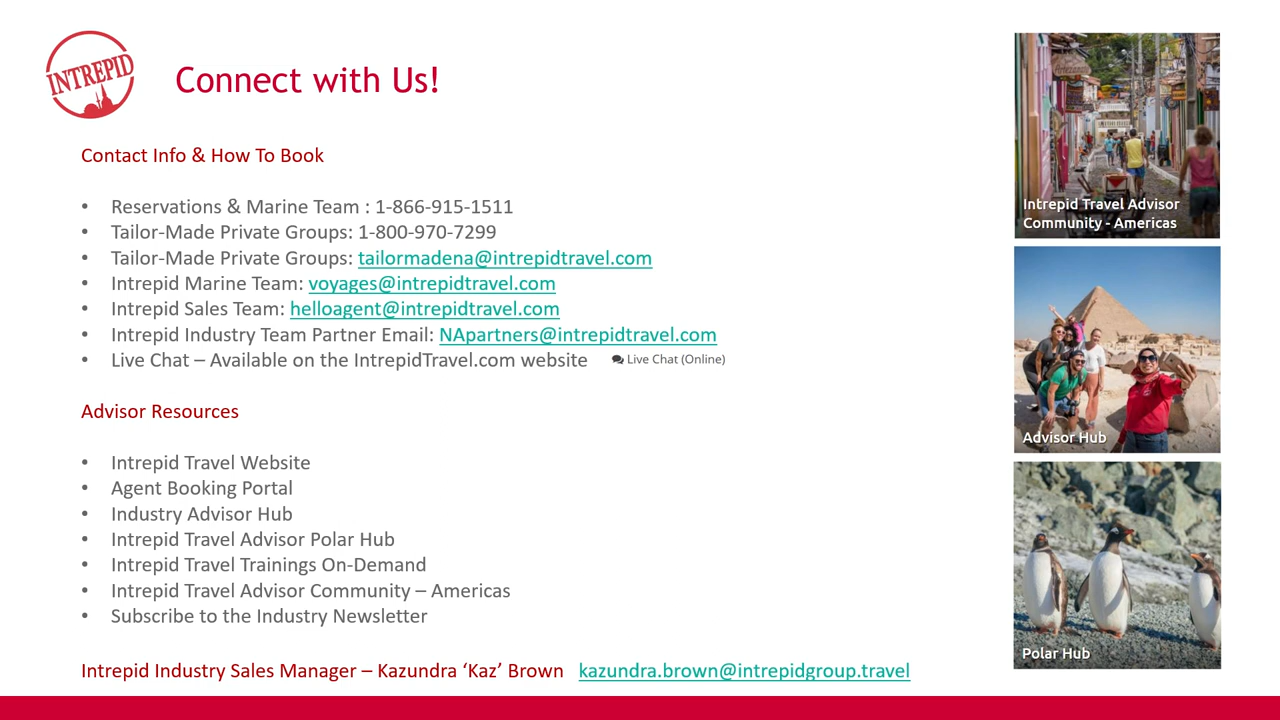 INTREPID
Connect with Us!
Contact Info & How To Book
• Reservations & Marine Team : 1-866-915-1511
• Tailor-Made Private Groups: 1-800-970-7299
• Tailor-Made Private Groups: tailormadena@intrepidtravel.com
• Intrepid Marine Team: voyages@intrepidtravel.com
• Intrepid Sales Team: helloagent@intrepidtravel.com
• Intrepid Industry Team Partner Email: NApartners@intrepidtravel.com
• Live Chat – Available on the IntrepidTravel.com website Live Chat (Online)
Advisor Resources
• Intrepid Travel Website
• Agent Booking Portal
• Industry Advisor Hub
• Intrepid Travel Advisor Polar Hub
• Intrepid Travel Trainings On-Demand
• Intrepid Travel Advisor Community – Americas
• Subscribe to the Industry Newsletter
Intrepid Industry Sales Manager – Kazundra ‘Kaz’ Brown kazundra.brown@intrepidgroup.travel
Intrepid Travel Advisor
Community - Americas
Advisor Hub
Polar Hub